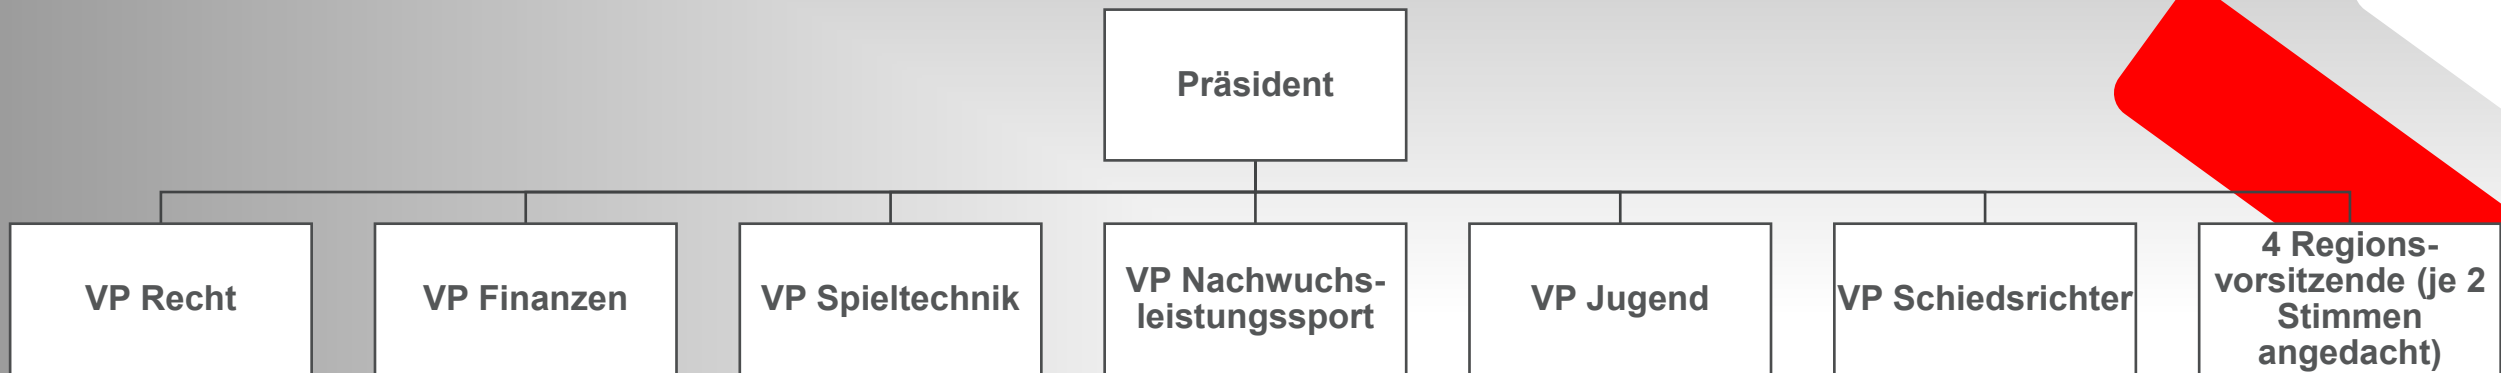 Präsident
VP Recht
VP Finanzen
VP Spieltechnik
VP Nachwuchs-
leistungssport
VP Jugend
VP Schiedsrichter
4 Regions-
vorsitzende (je 2
Stimmen
angedacht)